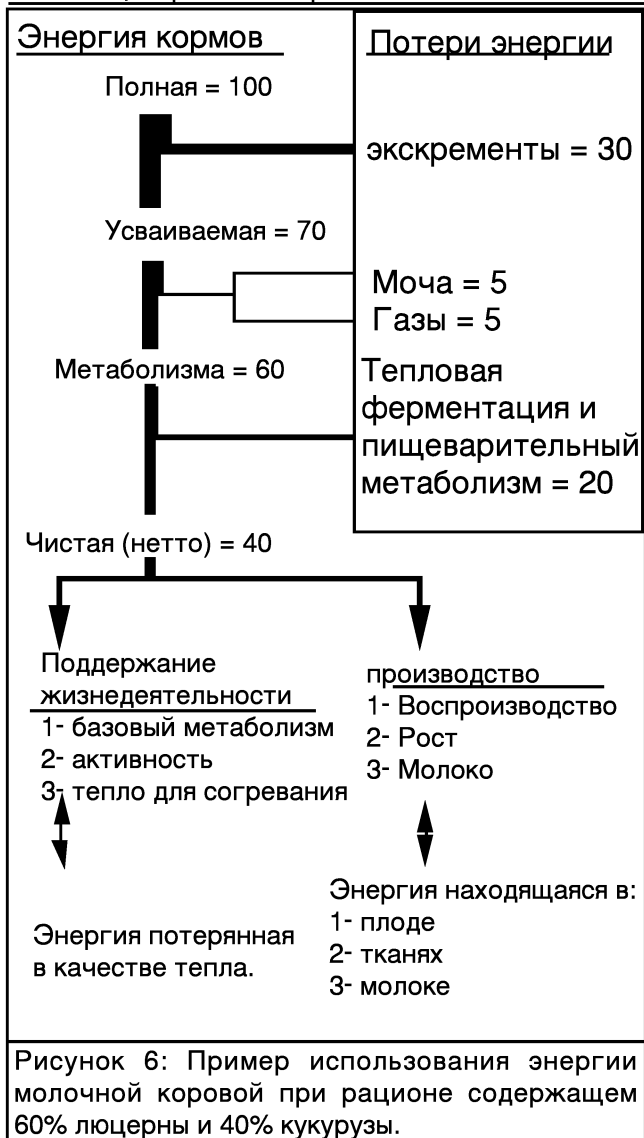 Энергия кормов
Потери энергии
Полная = 100
экскременты = 30
Усваиваемая = 70
Моча = 5
Газы = 5
Метаболизма = 60
Тепловая
ферментация и
пищеварительный
метаболизм = 20
Чистая (нетто) = 40
Поддержание
жизнедеятельности
1- базовый метаболизм
2- активность
3- тепло для согревания
производство
1- Воспроизводство
2- Рост
3- Молоко
Энергия потерянная
в качестве тепла.
Энергия находящаяся в:
1- плоде
2- тканях
3- молоке
Рисунок 6: Пример использования энергии
молочной коровой при рационе содержащем
60% люцерны и 40% кукурузы.